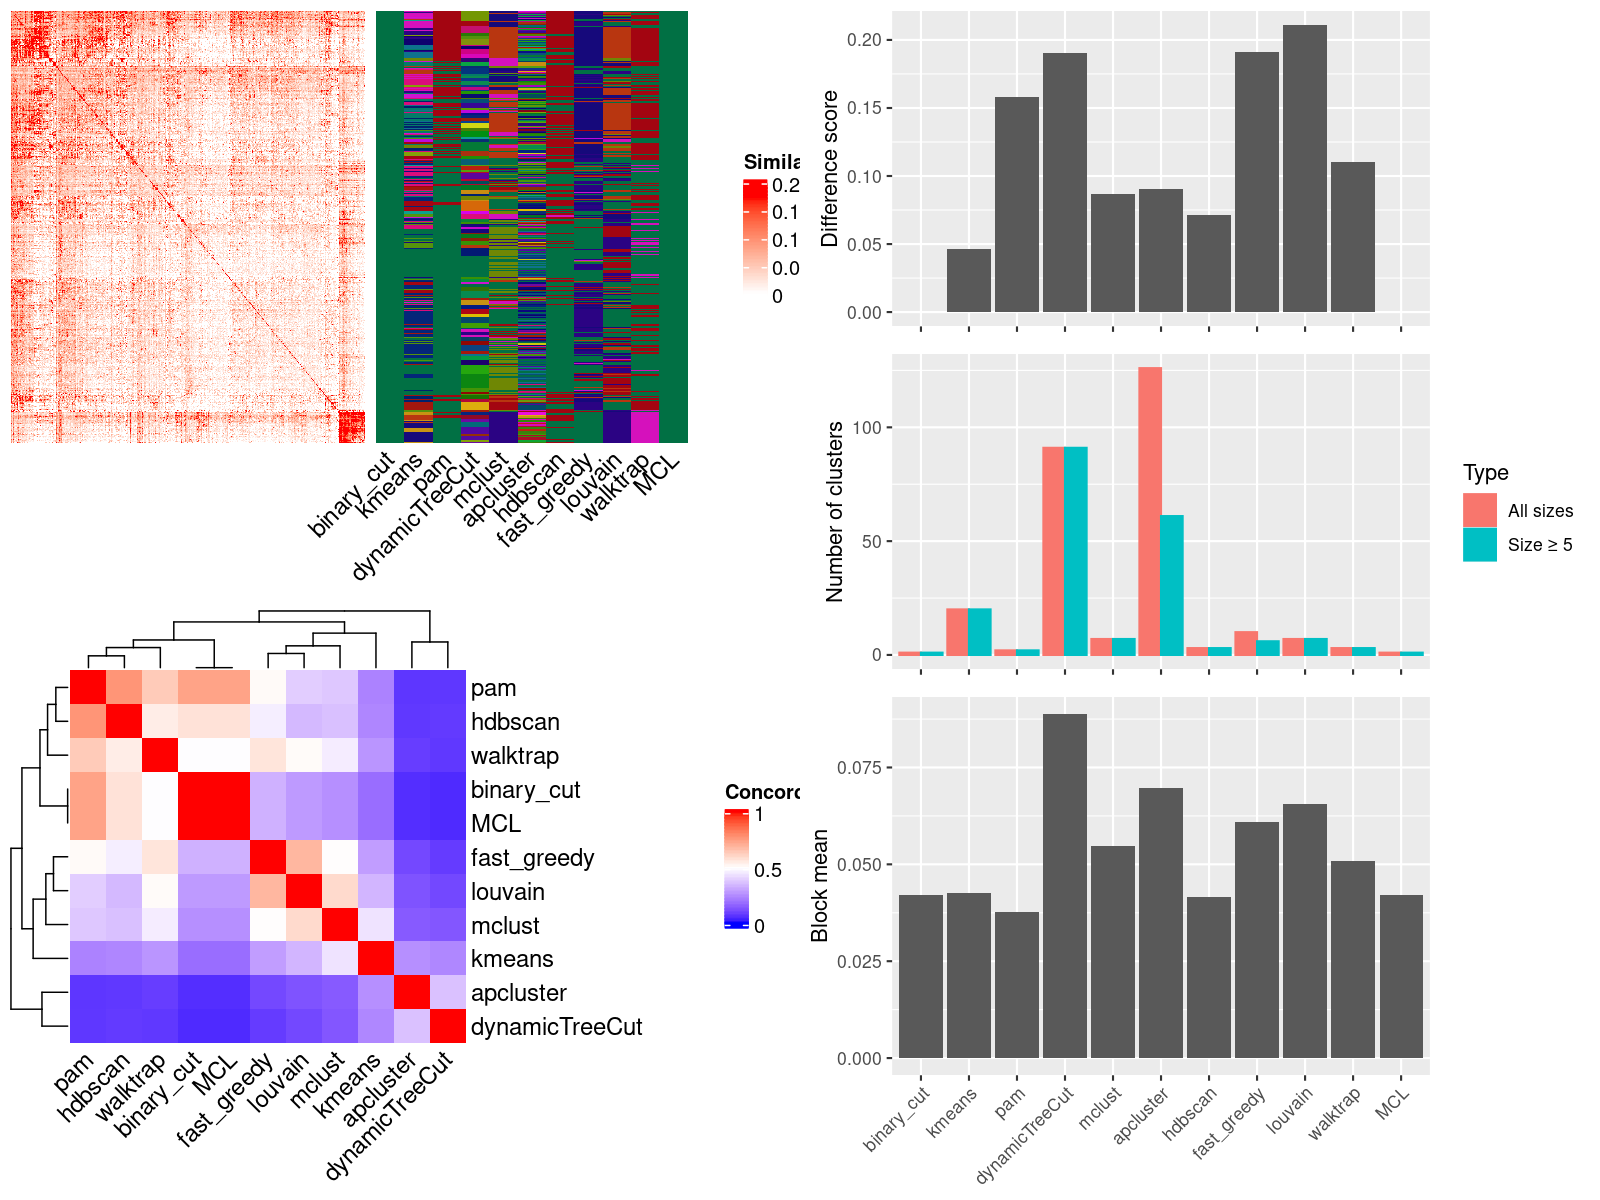 Simila
0.2
0.1
0.1
0.0
0
binary_cut
kmeans
pam
dynamicTreeCut
mclust
apcluster
hdbscan
fast_greedy
louvain
walktrap
MCL
pam
hdbscan
walktrap
binary_cut
MCL
fast_greedy
louvain
mclust
kmeans
apcluster
dynamicTreeCut
pam
hdbscan
walktrap
binary_cut
MCL
fast_greedy
louvain
mclust
kmeans
apcluster
dynamicTreeCut
Concord
1
0.5
0
Difference score
0.20
0.15
0.10
0.05
0.00
Number of clusters
100
50
0
Type
All sizes
Size ≥ 5
Block mean
0.075
0.050
0.025
0.000
binary_cut
kmeans
pam
dynamicTreeCut
mclust
apcluster
hdbscan
fast_greedy
louvain
walktrap
MCL